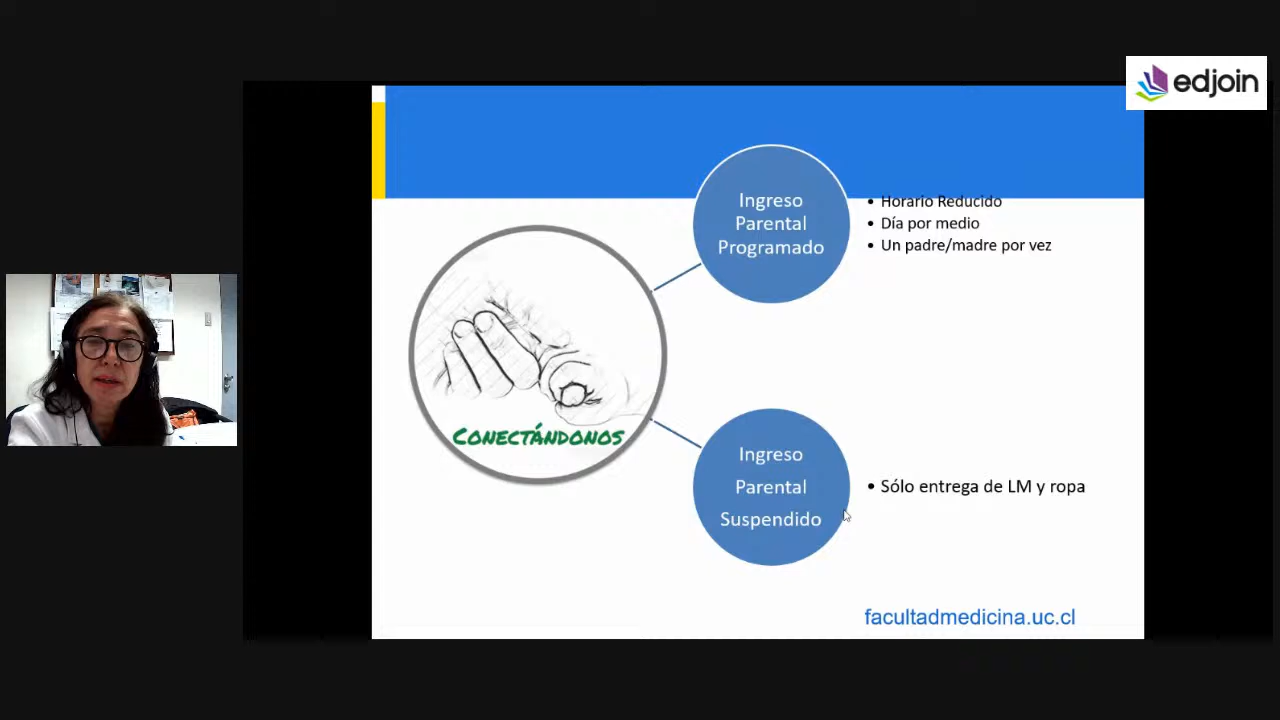 edjoin
Ingreso
Parental
Programado
• Horario Reducido
• Día por medio
• Un padre/madre por vez
CONECTÁNDONOS
Ingreso
Parental
Suspendido
• Sólo entrega de LM y ropa
facultadmedicina.uc.cl